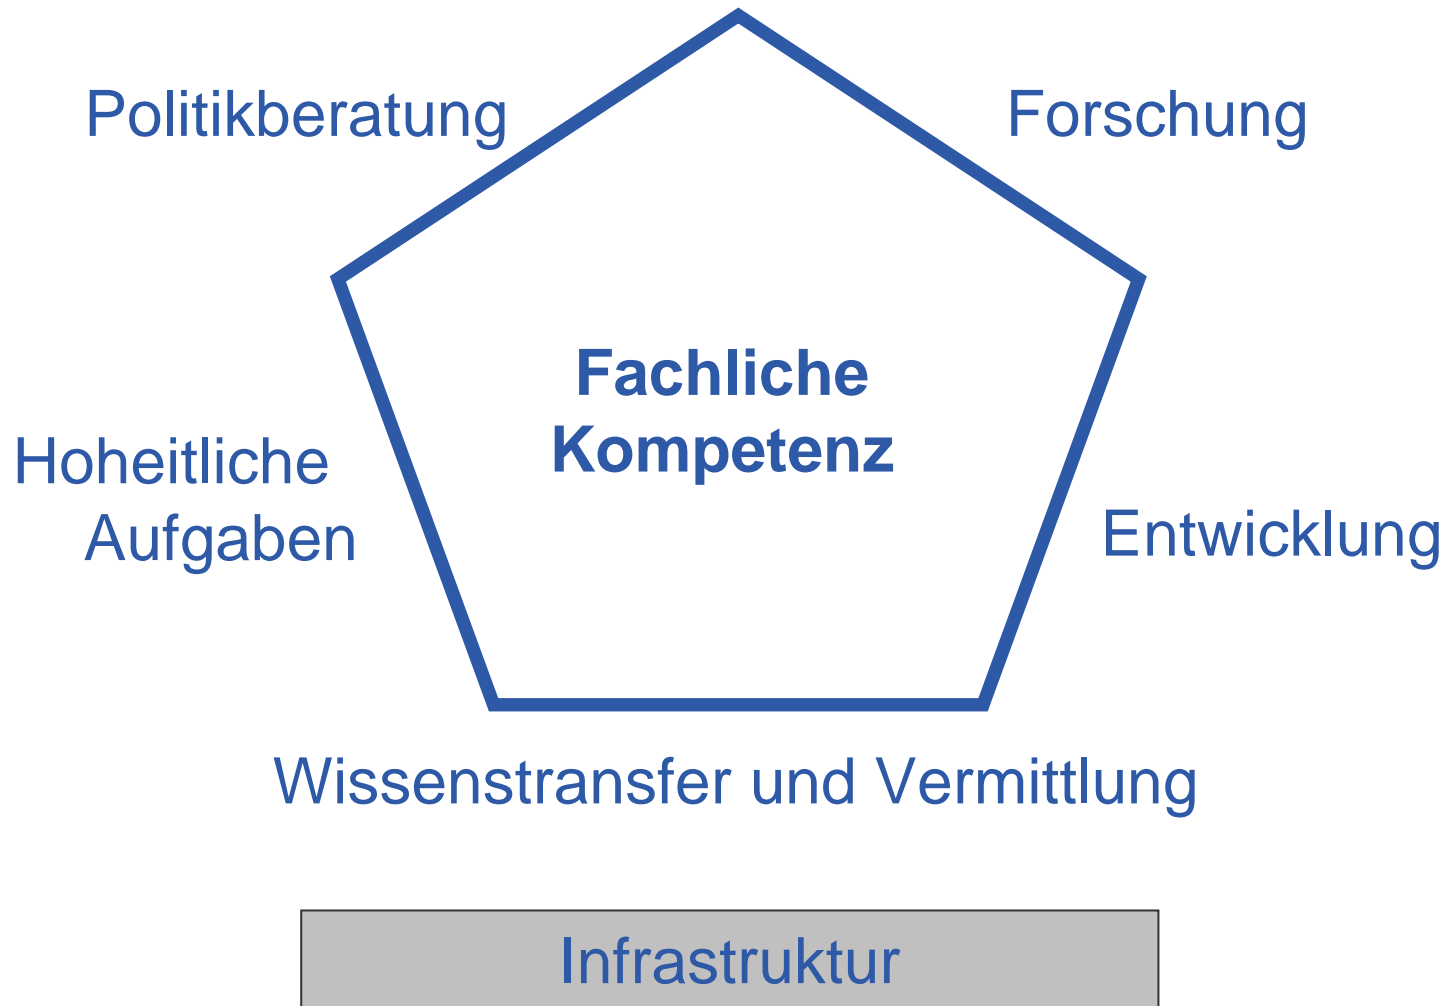 Politikberatung
Forschung
Fachliche
Kompetenz
Hoheitliche
Aufgaben
Entwicklung
Wissenstransfer und Vermittlung
Infrastruktur